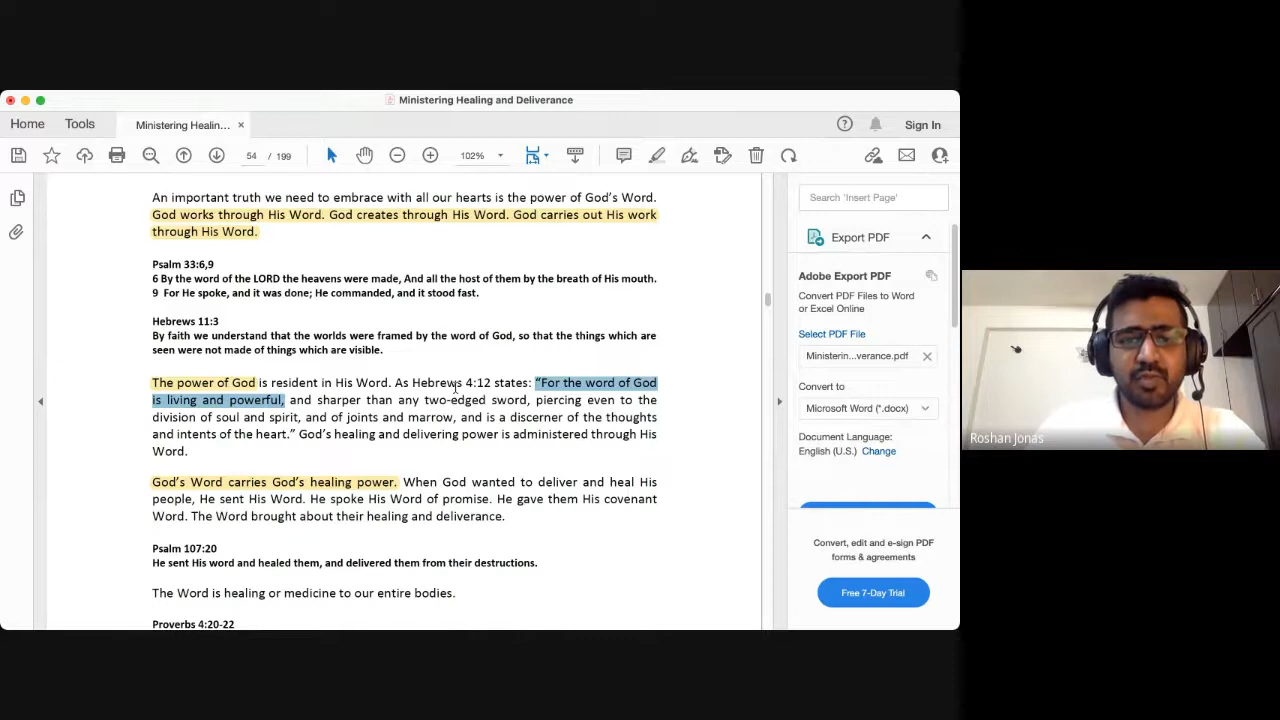 Ministering Healing and Deliverance
Home Tools Ministering Healin... × Sign In
54 / 199 102%
An important truth we need to embrace with all our hearts is the power of God's Word.
God works through His Word. God creates through His Word. God carries out His work
through His Word.
Psalm 33:6,9
6 By the word of the LORD the heavens were made, And all the host of them by the breath of His mouth.
9 For He spoke, and it was done; He commanded, and it stood fast.
Hebrews 11:3
By faith we understand that the worlds were framed by the word of God, so that the things which are
seen were not made of things which are visible.
The power of God is resident in His Word. As Hebrews 4:12 states: “For the word of God
is living and powerful, and sharper than any two-edged sword, piercing even to the
division of soul and spirit, and of joints and marrow, and is a discerner of the thoughts
and intents of the heart.” God's healing and delivering power is administered through His
Word.
God's Word carries God's healing power. When God wanted to deliver and heal His
people, He sent His Word. He spoke His Word of promise. He gave them His covenant
Word. The Word brought about their healing and deliverance.
Psalm 107:20
He sent His word and healed them, and delivered them from their destructions.
The Word is healing or medicine to our entire bodies.
Proverbs 4:20-22
Search 'Insert Page'
Export PDF
Adobe Export PDF
Convert PDF Files to Word
or Excel Online
Select PDF File
Ministerin...verance.pdf
Convert to
Microsoft Word (*.docx)
Document Language:
English (U.S.) Change
Convert, edit and e-sign PDF
forms & agreements
Free 7-Day Trial
Roshan Jonas